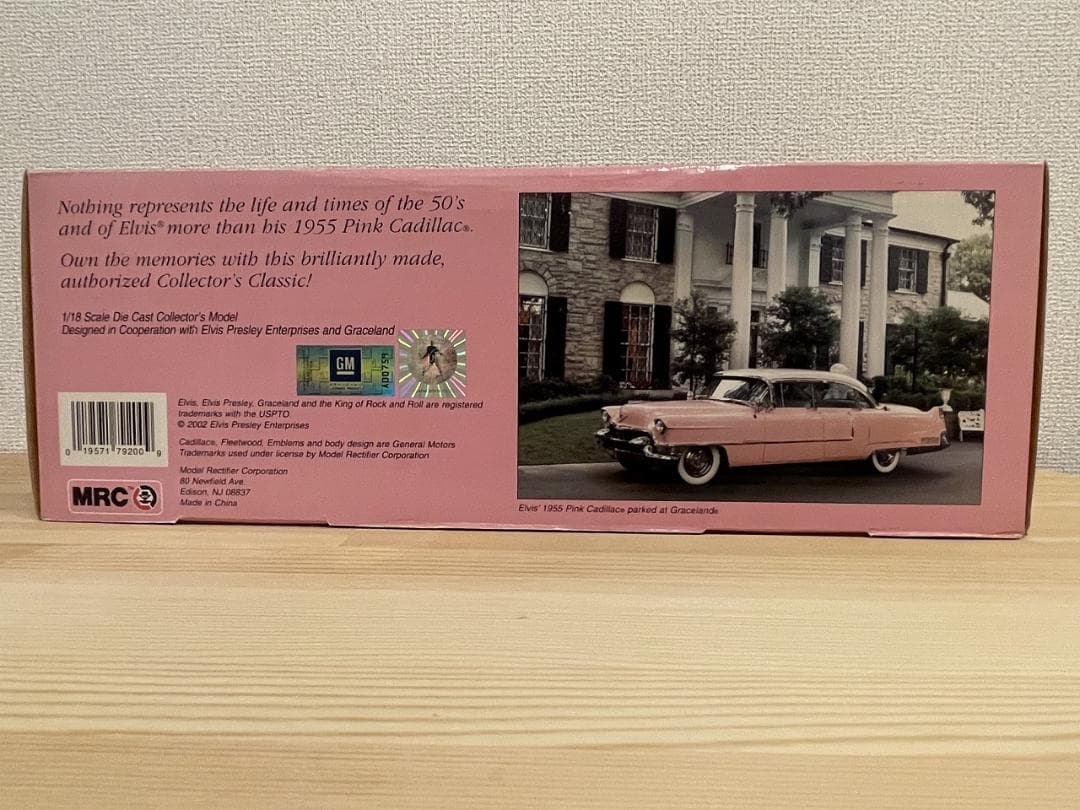 Nothing represents the life and times of the 50's
and of Elvis® more than his 1955 Pink Cadillac®.
Own the memories with this brilliantly made,
authorized Collector's Classic!
1/18 Scale Die Cast Collector's Model
Designed in Cooperation with Elvis Presley Enterprises and Graceland
GM
Elvis, Elvis Presley, Graceland and the King of Rock and Roll are registered
trademarks with the USPTO
© 2002 Elvis Presley Enterprises
Cadillac®, Fleetwood, Emblems and body design are General Motors
Trademarks used under license by Model Rectifier Corporation
Model Rectifier Corporation
80 Newfield Ave.
Edison, NJ 08837
Made in China
0 19571 79200 9
MRC™
Elvis' 1955 Pink Cadillac® parked at Graceland®